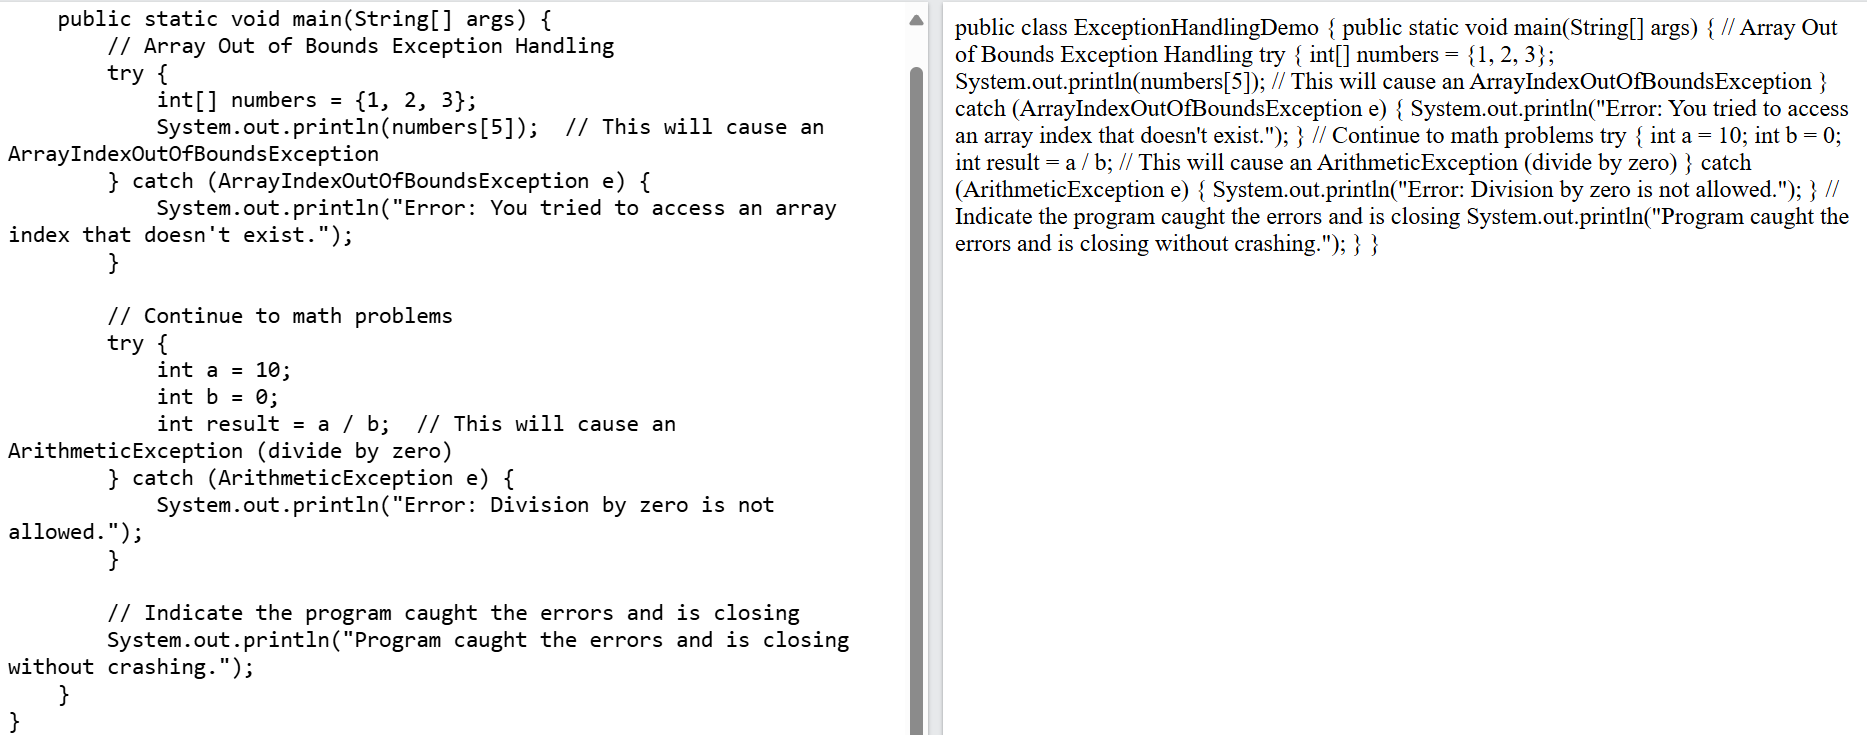 public static void main(String[] args) {
        // Array Out of Bounds Exception Handling
        try {
            int[] numbers = {1, 2, 3};
            System.out.println(numbers[5]);  // This will cause an
ArrayIndexOutOfBoundsException
        } catch (ArrayIndexOutOfBoundsException e) {
            System.out.println("Error: You tried to access an array
index that doesn't exist.");
        }

        // Continue to math problems
        try {
            int a = 10;
            int b = 0;
            int result = a / b;  // This will cause an
ArithmeticException (divide by zero)
        } catch (ArithmeticException e) {
            System.out.println("Error: Division by zero is not
allowed.");
        }

        // Indicate the program caught the errors and is closing
        System.out.println("Program caught the errors and is closing
without crashing.");
    }
}
public class ExceptionHandlingDemo { public static void main(String[] args) { // Array Out
of Bounds Exception Handling try { int[] numbers = {1, 2, 3};
System.out.println(numbers[5]); // This will cause an ArrayIndexOutOfBoundsException }
catch (ArrayIndexOutOfBoundsException e) { System.out.println("Error: You tried to access
an array index that doesn't exist."); } // Continue to math problems try { int a = 10; int b = 0;
int result = a / b; // This will cause an ArithmeticException (divide by zero) } catch
(ArithmeticException e) { System.out.println("Error: Division by zero is not allowed."); } //
Indicate the program caught the errors and is closing System.out.println("Program caught the
errors and is closing without crashing."); } }